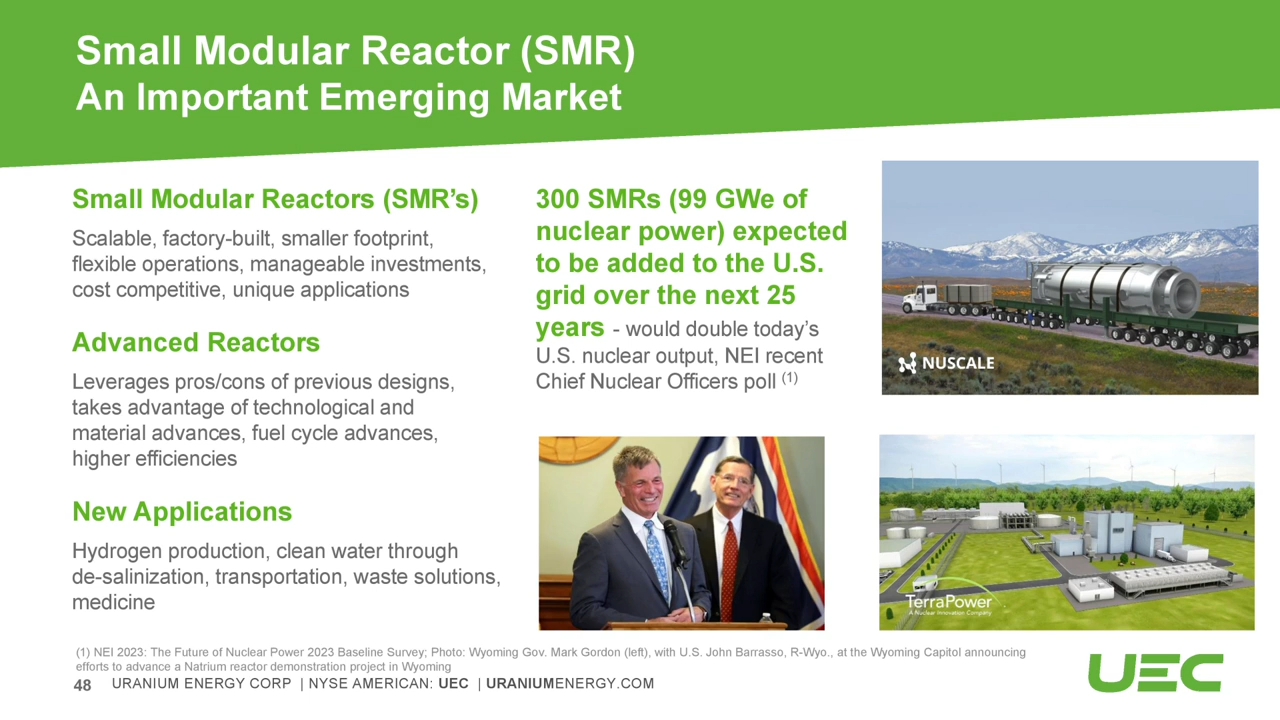 Small Modular Reactor (SMR)
An Important Emerging Market
Small Modular Reactors (SMR’s)
Scalable, factory-built, smaller footprint,
flexible operations, manageable investments,
cost competitive, unique applications
Advanced Reactors
Leverages pros/cons of previous designs,
takes advantage of technological and
material advances, fuel cycle advances,
higher efficiencies
New Applications
Hydrogen production, clean water through
de-salinization, transportation, waste solutions,
medicine
300 SMRs (99 GWe of
nuclear power) expected
to be added to the U.S.
grid over the next 25
years - would double today’s
U.S. nuclear output, NEI recent
Chief Nuclear Officers poll (1)
NUSCALE
TerraPower
A Nuclear Innovation Company
(1) NEI 2023: The Future of Nuclear Power 2023 Baseline Survey; Photo: Wyoming Gov. Mark Gordon (left), with U.S. John Barrasso, R-Wyo., at the Wyoming Capitol announcing
efforts to advance a Natrium reactor demonstration project in Wyoming
48 URANIUM ENERGY CORP | NYSE AMERICAN: UEC | URANIUMENERGY.COM
UEC